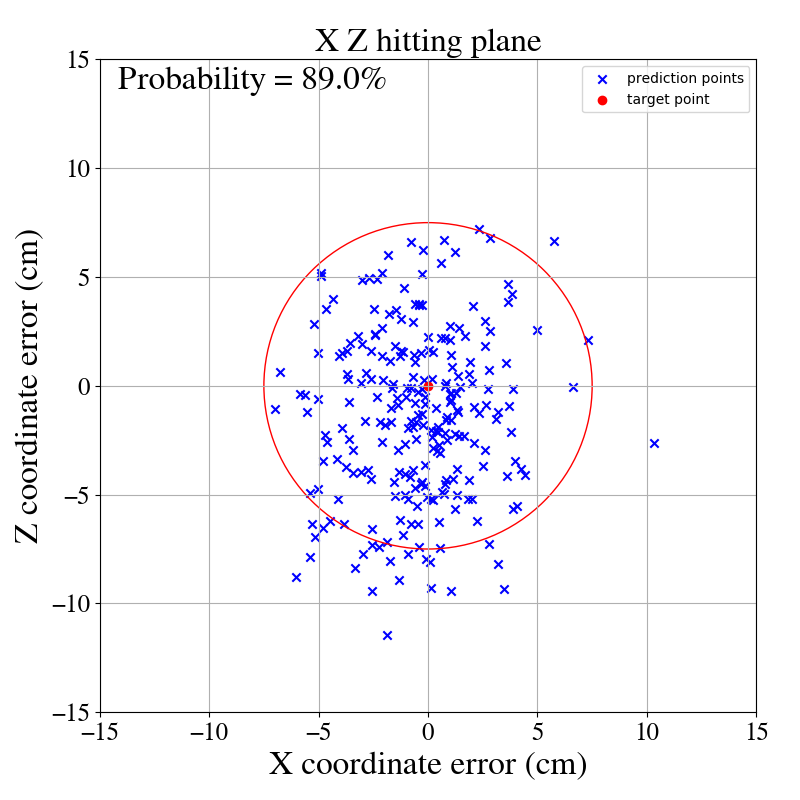 X Z hitting plane
Probability = 89.0%
prediction points
target point
15
10
5
0
−5
−10
−15
Z coordinate error (cm)
−15
−10
−5
0
5
10
15
X coordinate error (cm)